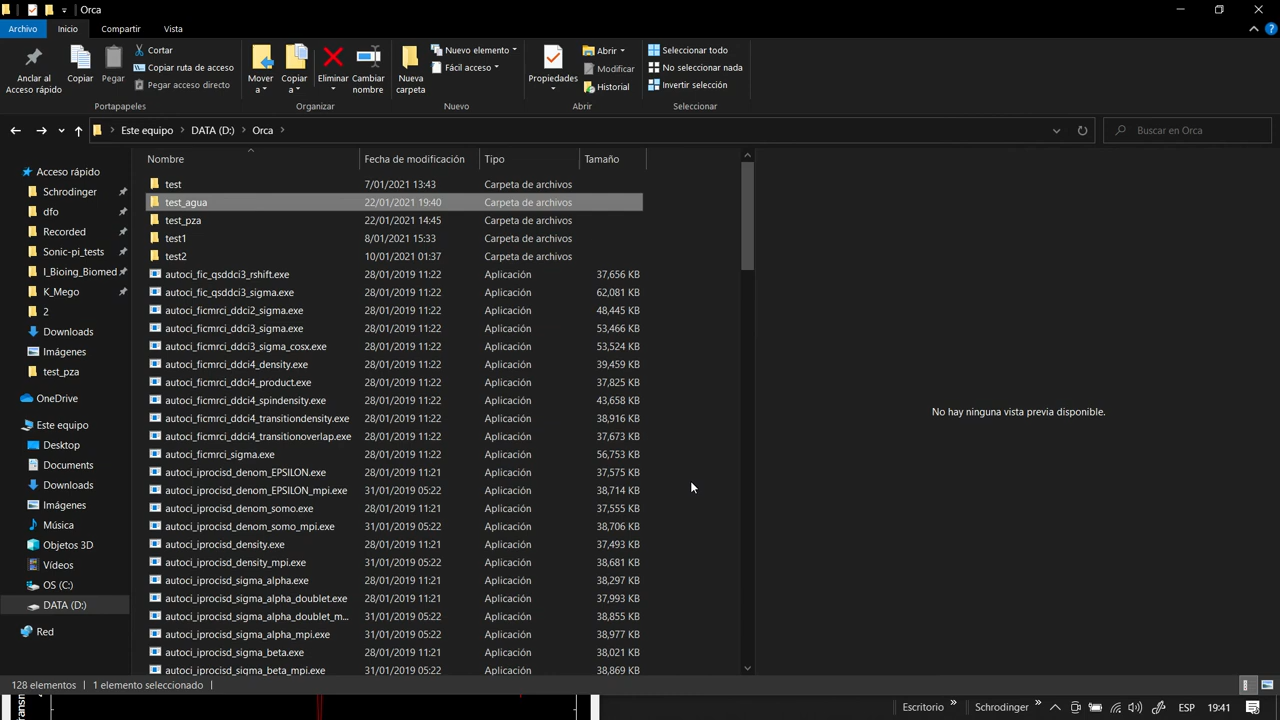 Orca
Archivo Inicio Compartir Vista
Anclar al Acceso rápido
Copiar
Pegar
Cortar
Copiar ruta de acceso
Pegar acceso directo
Portapapeles
Mover a
Copiar a
Eliminar
Cambiar nombre
Organizar
Nueva carpeta
Nuevo elemento
Fácil acceso
Nuevo
Propiedades
Abrir
Modificar
Historial
Abrir
Seleccionar todo
No seleccionar nada
Invertir selección
Seleccionar
Este equipo > DATA (D:) > Orca >
Buscar en Orca
Acceso rápido
Schrodinger
dfo
Recorded
Sonic-pi_tests
I_Bioing_Biomed
K_Mego
2
Downloads
Imágenes
test_pza
OneDrive
Este equipo
Desktop
Documents
Downloads
Imágenes
Música
Objetos 3D
Vídeos
OS (C:)
DATA (D:)
Red
Nombre Fecha de modificación Tipo Tamaño
test 7/01/2021 13:43 Carpeta de archivos
test_agua 22/01/2021 19:40 Carpeta de archivos
test_pza 22/01/2021 14:45 Carpeta de archivos
test1 8/01/2021 15:33 Carpeta de archivos
test2 10/01/2021 01:37 Carpeta de archivos
autoci_fic_qsddci3_rshift.exe 28/01/2019 11:22 Aplicación 37,656 KB
autoci_fic_qsddci3_sigma.exe 28/01/2019 11:22 Aplicación 62,081 KB
autoci_ficmrci_ddci2_sigma.exe 28/01/2019 11:22 Aplicación 48,445 KB
autoci_ficmrci_ddci3_sigma.exe 28/01/2019 11:22 Aplicación 53,466 KB
autoci_ficmrci_ddci3_sigma_cosx.exe 28/01/2019 11:22 Aplicación 53,524 KB
autoci_ficmrci_ddci4_density.exe 28/01/2019 11:22 Aplicación 39,459 KB
autoci_ficmrci_ddci4_product.exe 28/01/2019 11:22 Aplicación 37,825 KB
autoci_ficmrci_ddci4_spindensity.exe 28/01/2019 11:22 Aplicación 43,658 KB
autoci_ficmrci_ddci4_transitiondensity.exe 28/01/2019 11:22 Aplicación 38,916 KB
autoci_ficmrci_ddci4_transitionoverlap.exe 28/01/2019 11:22 Aplicación 37,673 KB
autoci_ficmrci_sigma.exe 28/01/2019 11:22 Aplicación 56,753 KB
autoci_iprocisd_denom_EPSILON.exe 28/01/2019 11:21 Aplicación 37,575 KB
autoci_iprocisd_denom_EPSILON_mpi.exe 31/01/2019 05:22 Aplicación 38,714 KB
autoci_iprocisd_denom_somo.exe 28/01/2019 11:21 Aplicación 37,555 KB
autoci_iprocisd_denom_somo_mpi.exe 31/01/2019 05:22 Aplicación 38,706 KB
autoci_iprocisd_density.exe 28/01/2019 11:21 Aplicación 37,493 KB
autoci_iprocisd_density_mpi.exe 31/01/2019 05:22 Aplicación 38,681 KB
autoci_iprocisd_sigma_alpha.exe 28/01/2019 11:21 Aplicación 38,297 KB
autoci_iprocisd_sigma_alpha_doublet.exe 28/01/2019 11:21 Aplicación 37,993 KB
autoci_iprocisd_sigma_alpha_doublet_m... 31/01/2019 05:22 Aplicación 38,855 KB
autoci_iprocisd_sigma_alpha_mpi.exe 31/01/2019 05:22 Aplicación 38,977 KB
autoci_iprocisd_sigma_beta.exe 28/01/2019 11:21 Aplicación 38,021 KB
autoci_iprocisd_sigma_beta_mpi.exe 31/01/2019 05:22 Aplicación 38,869 KB
No hay ninguna vista previa disponible.
128 elementos 1 elemento seleccionado
Escritorio Schrodinger ESP 19:41